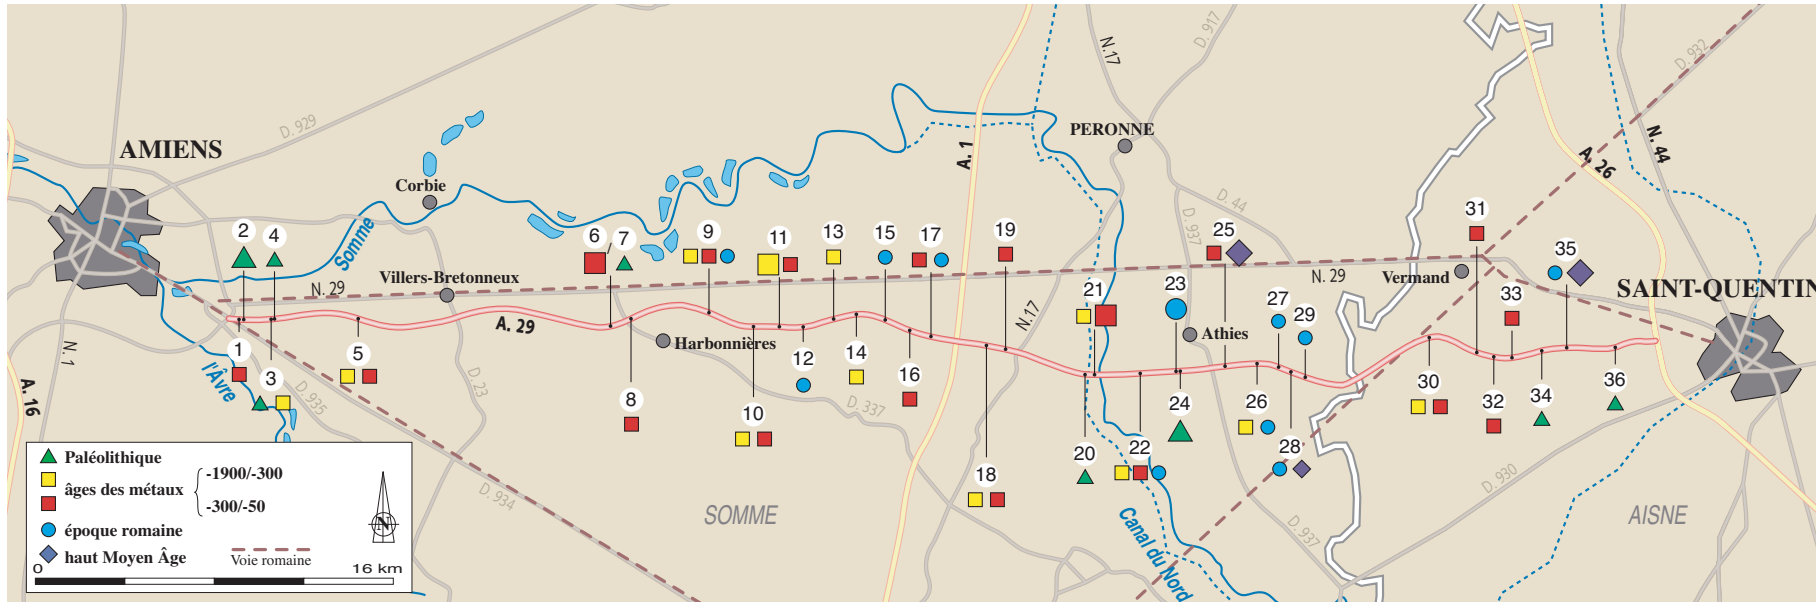 D. 929
AMIENS
Corbie
Somme
Villers-Bretonneux
N. 29
A. 29
N. 1
A. 16
l'Âvre
D. 935
D. 934
D. 23
Harbonnières
D. 337
SOMME
A. 1
N.17
N.17
D. 917
PERONNE
D. 44
D. 937
Athies
D. 937
Canal du Nord
N. 29
Vermand
D. 932
A. 26
N. 44
SAINT-QUENTIN
D. 930
AISNE
1
2
3
4
5
6
7
8
9
10
11
12
13
14
15
16
17
18
19
20
21
22
23
24
25
26
27
28
29
30
31
32
33
34
35
36
Paléolithique
âges des métaux
-1900/-300
-300/-50
époque romaine
haut Moyen Âge
Voie romaine
N
0 16 km